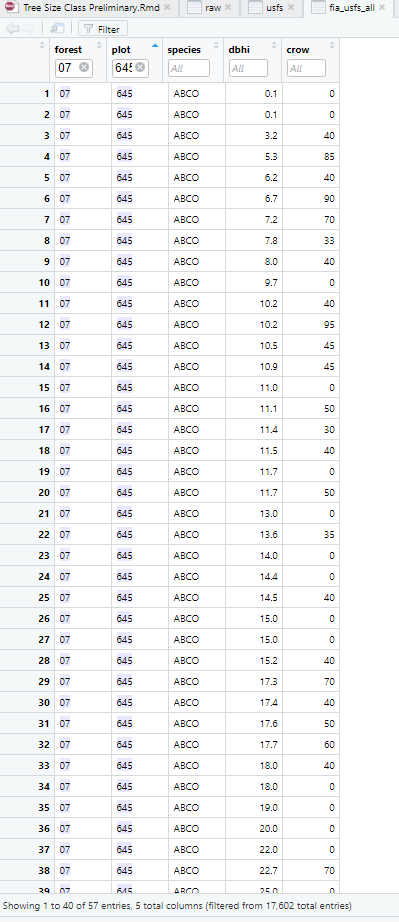 Tree Size Class Preliminary.Rmd × raw × usfs × fia_usfs_all ×
Filter
forest plot species dbhi crow
07 645 All All All
1 07 645 ABCO 0.1 0
2 07 645 ABCO 0.1 0
3 07 645 ABCO 3.2 40
4 07 645 ABCO 5.3 85
5 07 645 ABCO 6.2 40
6 07 645 ABCO 6.7 90
7 07 645 ABCO 7.2 70
8 07 645 ABCO 7.8 33
9 07 645 ABCO 8.0 40
10 07 645 ABCO 9.7 0
11 07 645 ABCO 10.2 40
12 07 645 ABCO 10.2 95
13 07 645 ABCO 10.5 45
14 07 645 ABCO 10.9 45
15 07 645 ABCO 11.0 0
16 07 645 ABCO 11.1 50
17 07 645 ABCO 11.4 30
18 07 645 ABCO 11.5 40
19 07 645 ABCO 11.7 0
20 07 645 ABCO 11.7 50
21 07 645 ABCO 13.0 0
22 07 645 ABCO 13.6 35
23 07 645 ABCO 14.0 0
24 07 645 ABCO 14.4 0
25 07 645 ABCO 14.5 40
26 07 645 ABCO 15.0 0
27 07 645 ABCO 15.0 0
28 07 645 ABCO 15.2 40
29 07 645 ABCO 17.3 70
30 07 645 ABCO 17.4 40
31 07 645 ABCO 17.6 50
32 07 645 ABCO 17.7 60
33 07 645 ABCO 18.0 40
34 07 645 ABCO 18.0 0
35 07 645 ABCO 19.0 0
36 07 645 ABCO 20.0 0
37 07 645 ABCO 22.0 0
38 07 645 ABCO 22.7 70
39 07 645 ABCO 25.0 0
Showing 1 to 40 of 57 entries, 5 total columns (filtered from 17,602 total entries)